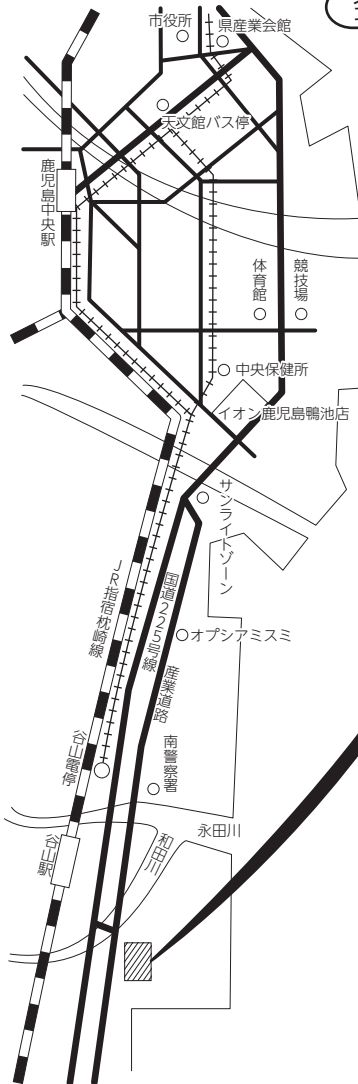 市役所
県産業会館
天文館バス停
鹿児島中央駅
体育館
競技場
中央保健所
イオン鹿児島鴨池店
サンライトゾーン
JR指宿枕崎線
国道225号線
オプシアミスミ
産業道路
谷山電停
南警察署
永田川
和田川
谷山駅